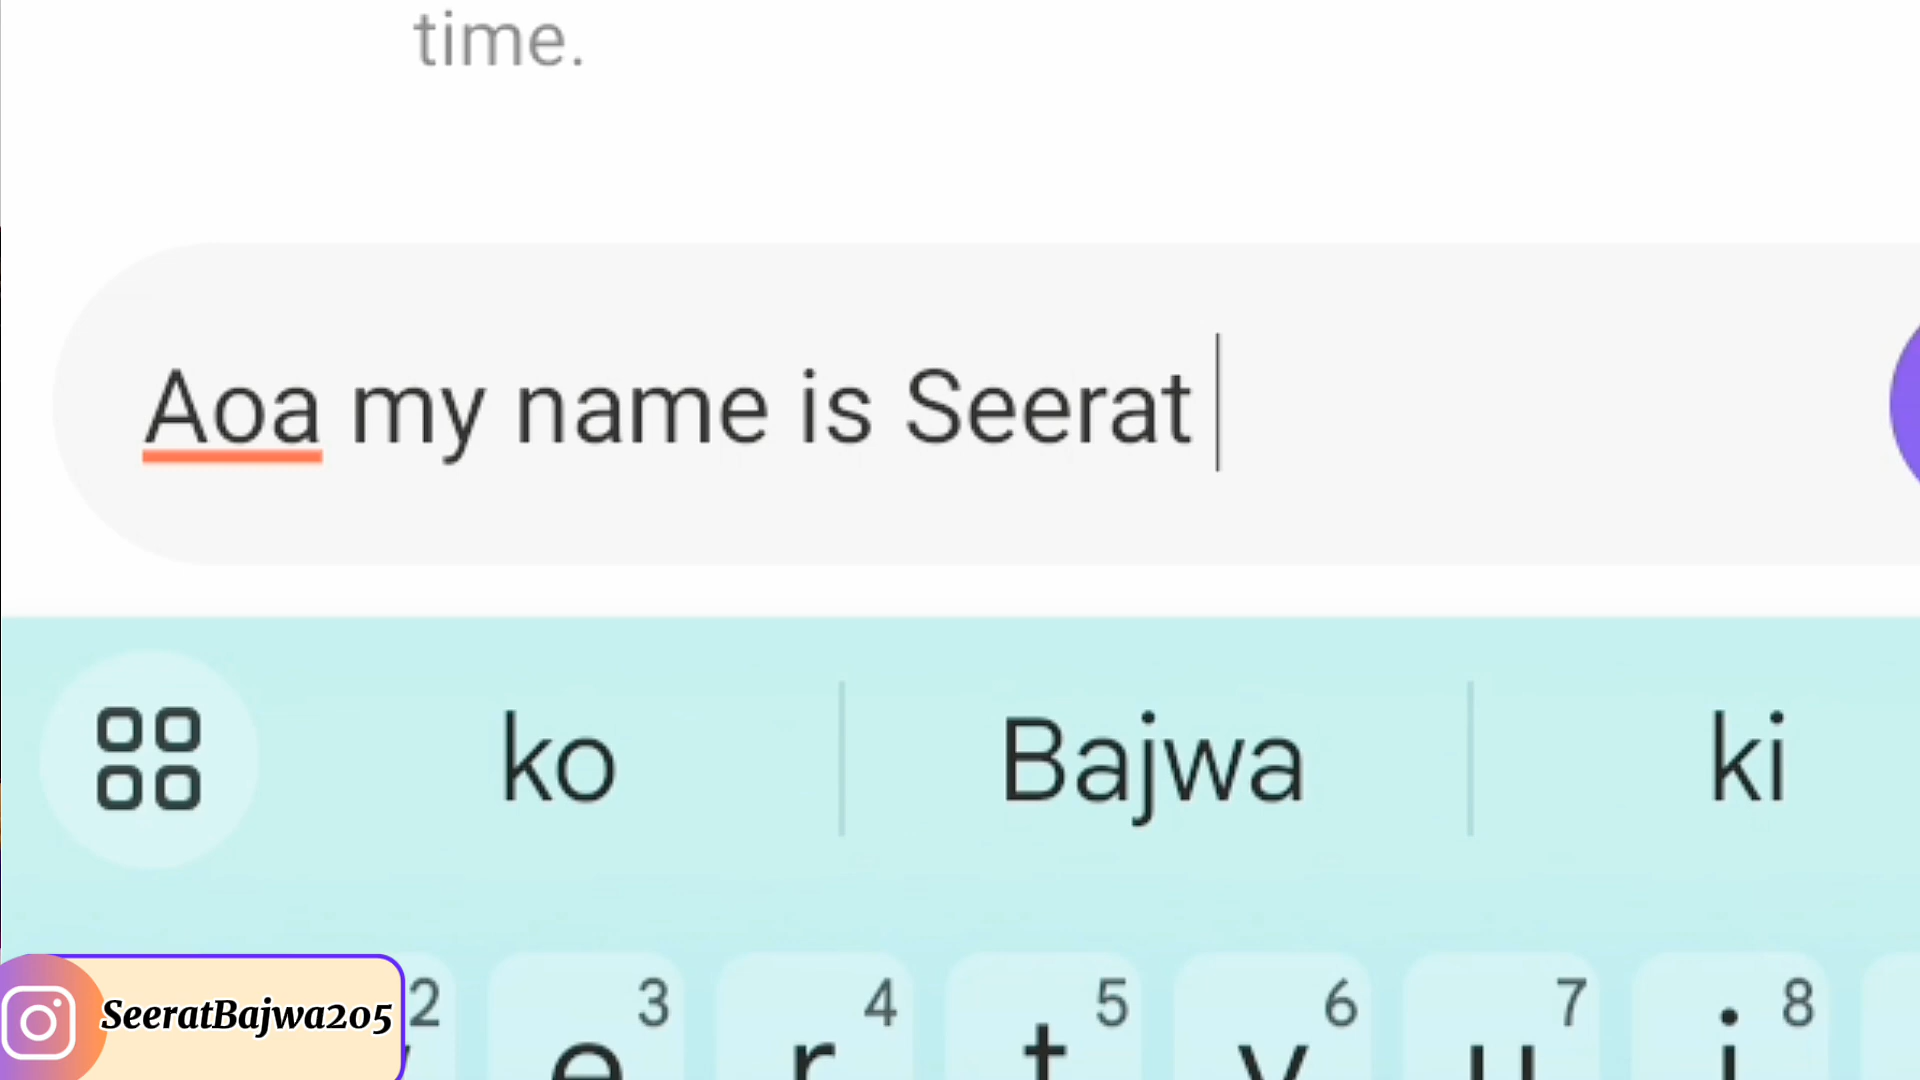 time.
Aoa my name is Seerat
ko Bajwa ki
2 3 4 5 6 7 8
e r t y u i
SeeratBajwa205